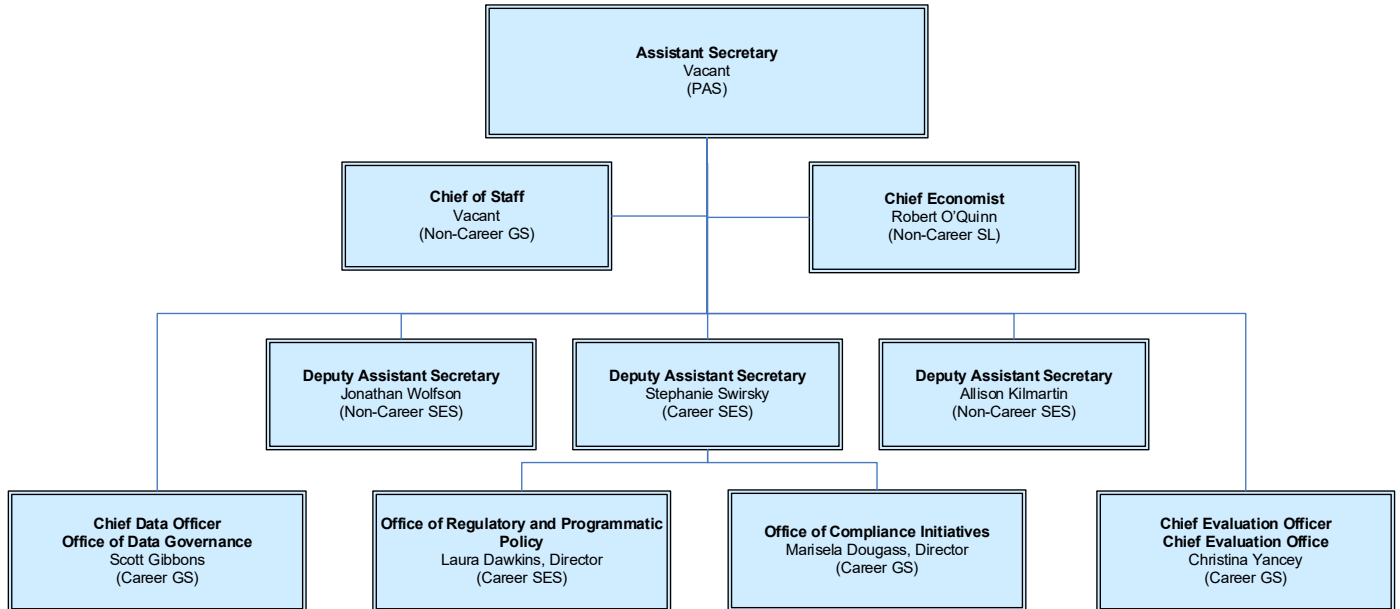 Assistant Secretary
Vacant
(PAS)
Chief of Staff
Vacant
(Non-Career GS)
Chief Economist
Robert O’Quinn
(Non-Career SL)
Deputy Assistant Secretary
Jonathan Wolfson
(Non-Career SES)
Deputy Assistant Secretary
Stephanie Swirsky
(Career SES)
Deputy Assistant Secretary
Allison Kilmartin
(Non-Career SES)
Chief Data Officer
Office of Data Governance
Scott Gibbons
(Career GS)
Office of Regulatory and Programmatic
Policy
Laura Dawkins, Director
(Career SES)
Office of Compliance Initiatives
Marisela Dougass, Director
(Career GS)
Chief Evaluation Officer
Chief Evaluation Office
Christina Yancey
(Career GS)